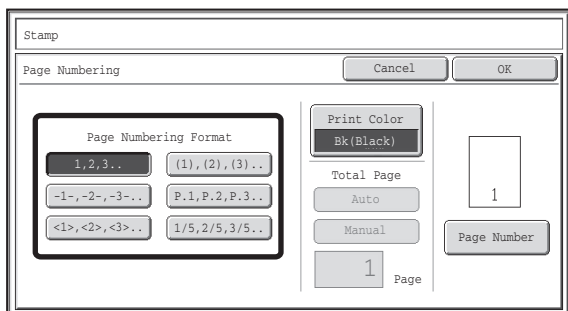 Stamp
Page Numbering
Cancel
OK
Page Numbering Format
1,2,3..
(1),(2),(3)..
-1-,-2-,-3-..
P.1,P.2,P.3..
<1>,<2>,<3>..
1/5,2/5,3/5..
Print Color
Bk(Black)
Total Page
Auto
Manual
1
Page
1
Page Number